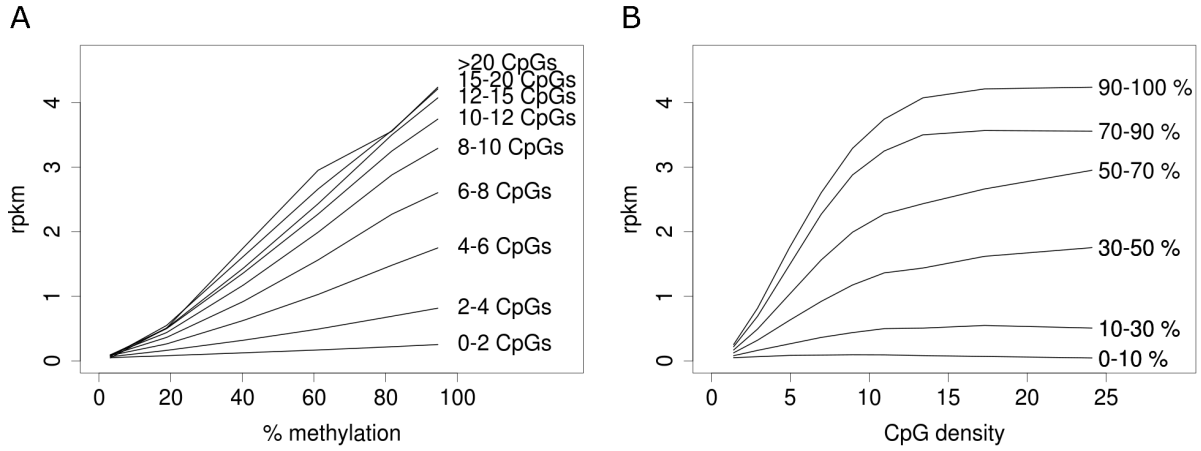 A
>20 CpGs
15-20 CpGs
12-15 CpGs
10-12 CpGs
8-10 CpGs
6-8 CpGs
4-6 CpGs
2-4 CpGs
0-2 CpGs
rpkm
4
3
2
1
0
0 20 40 60 80 100
% methylation
B
90-100 %
70-90 %
50-70 %
30-50 %
10-30 %
0-10 %
rpkm
4
3
2
1
0
0 5 10 15 20 25
CpG density